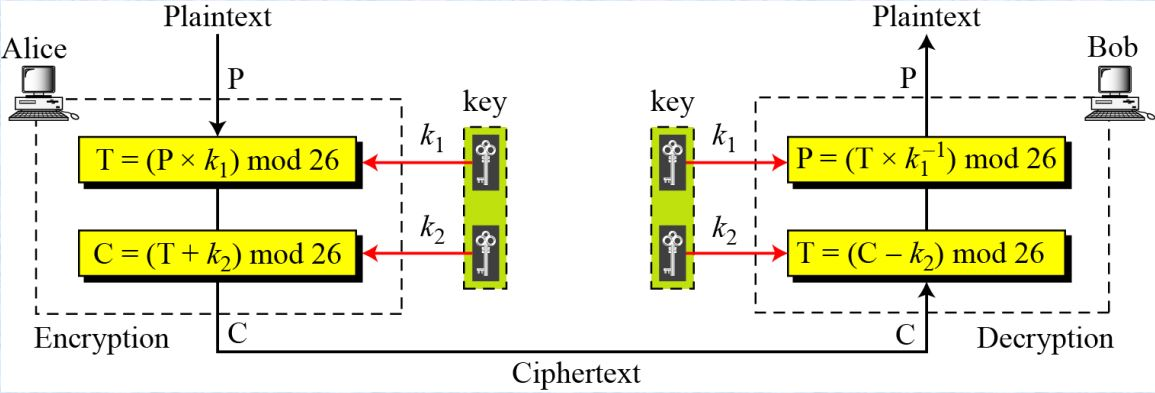 Plaintext
Plaintext
Alice
Bob
P
P
key
key
T = (P × k₁) mod 26
k₁
k₁
P = (T × k₁⁻¹) mod 26
C = (T + k₂) mod 26
k₂
k₂
T = (C – k₂) mod 26
Encryption
C
C
Decryption
Ciphertext